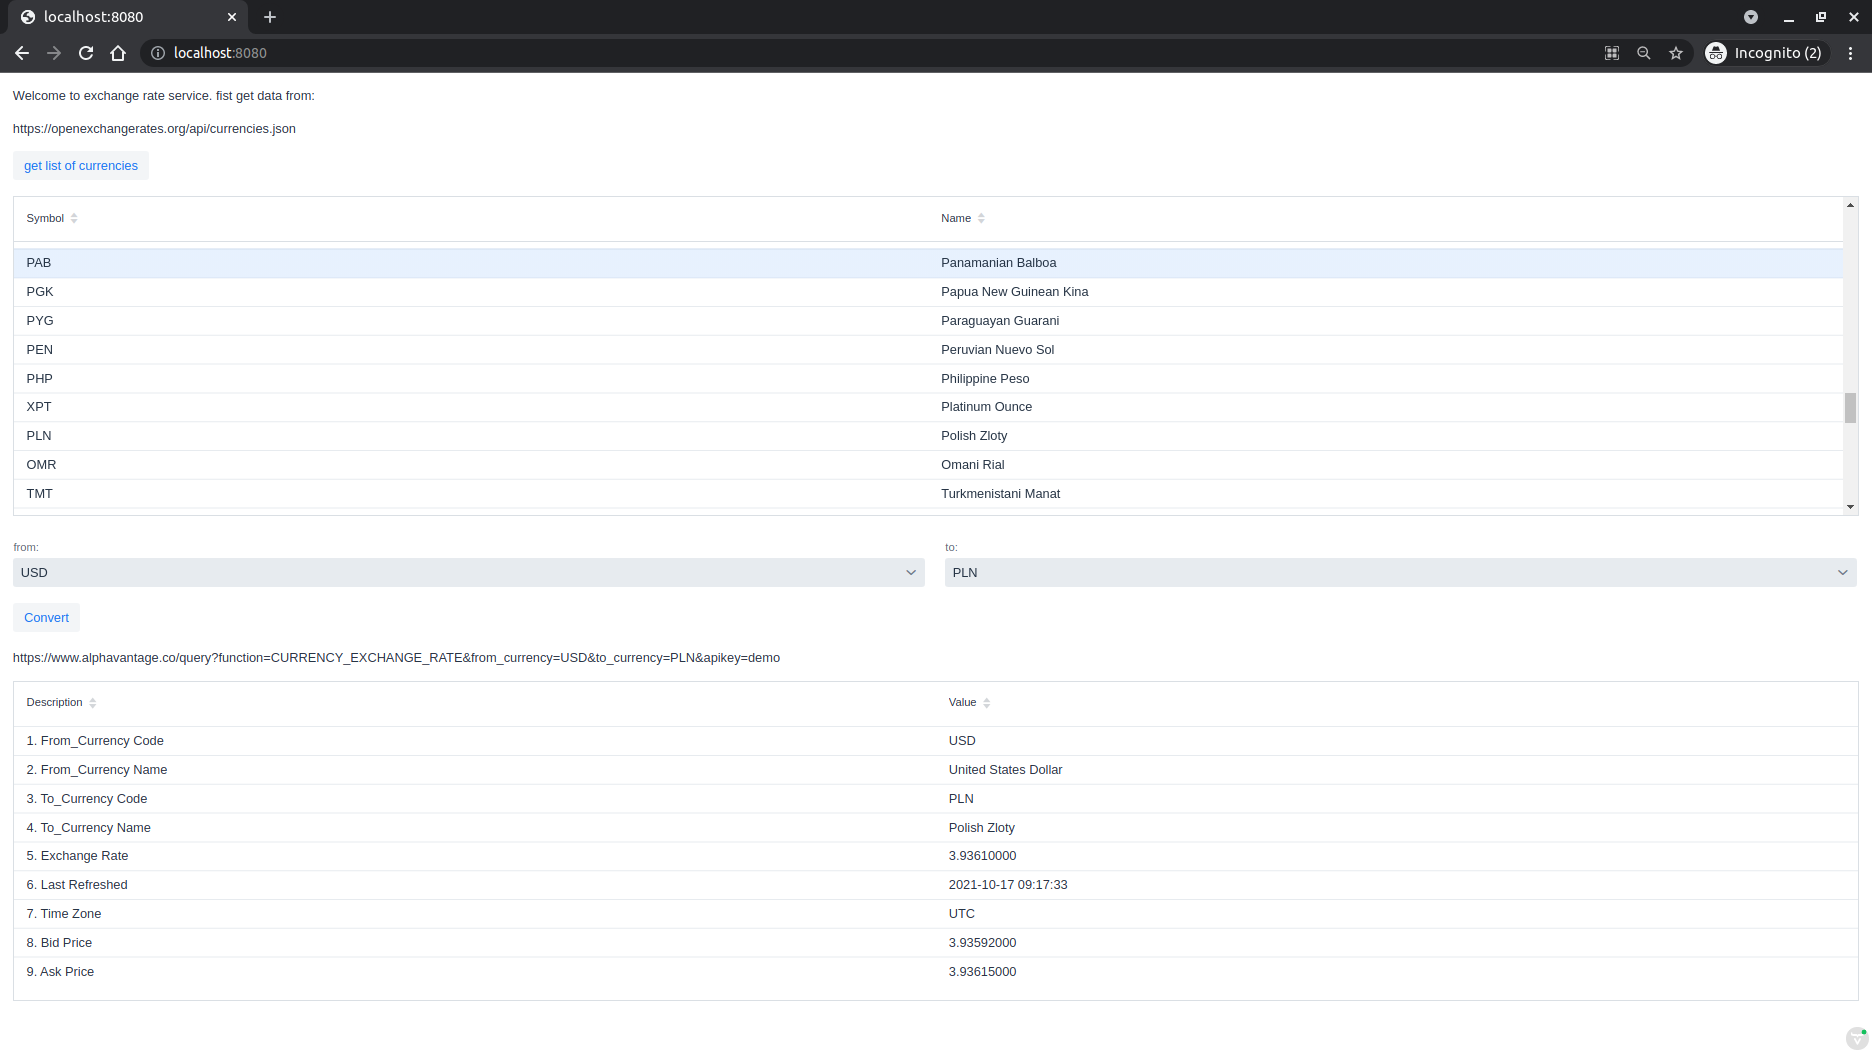 localhost:8080
localhost:8080
Incognito (2)
Welcome to exchange rate service. fist get data from:
https://openexchangerates.org/api/currencies.json
get list of currencies
Symbol Name
PAB Panamanian Balboa
PGK Papua New Guinean Kina
PYG Paraguayan Guarani
PEN Peruvian Nuevo Sol
PHP Philippine Peso
XPT Platinum Ounce
PLN Polish Zloty
OMR Omani Rial
TMT Turkmenistani Manat
from: to:
USD PLN
Convert
https://www.alphavantage.co/query?function=CURRENCY_EXCHANGE_RATE&from_currency=USD&to_currency=PLN&apikey=demo
Description Value
1. From_Currency Code USD
2. From_Currency Name United States Dollar
3. To_Currency Code PLN
4. To_Currency Name Polish Zloty
5. Exchange Rate 3.93610000
6. Last Refreshed 2021-10-17 09:17:33
7. Time Zone UTC
8. Bid Price 3.93592000
9. Ask Price 3.93615000